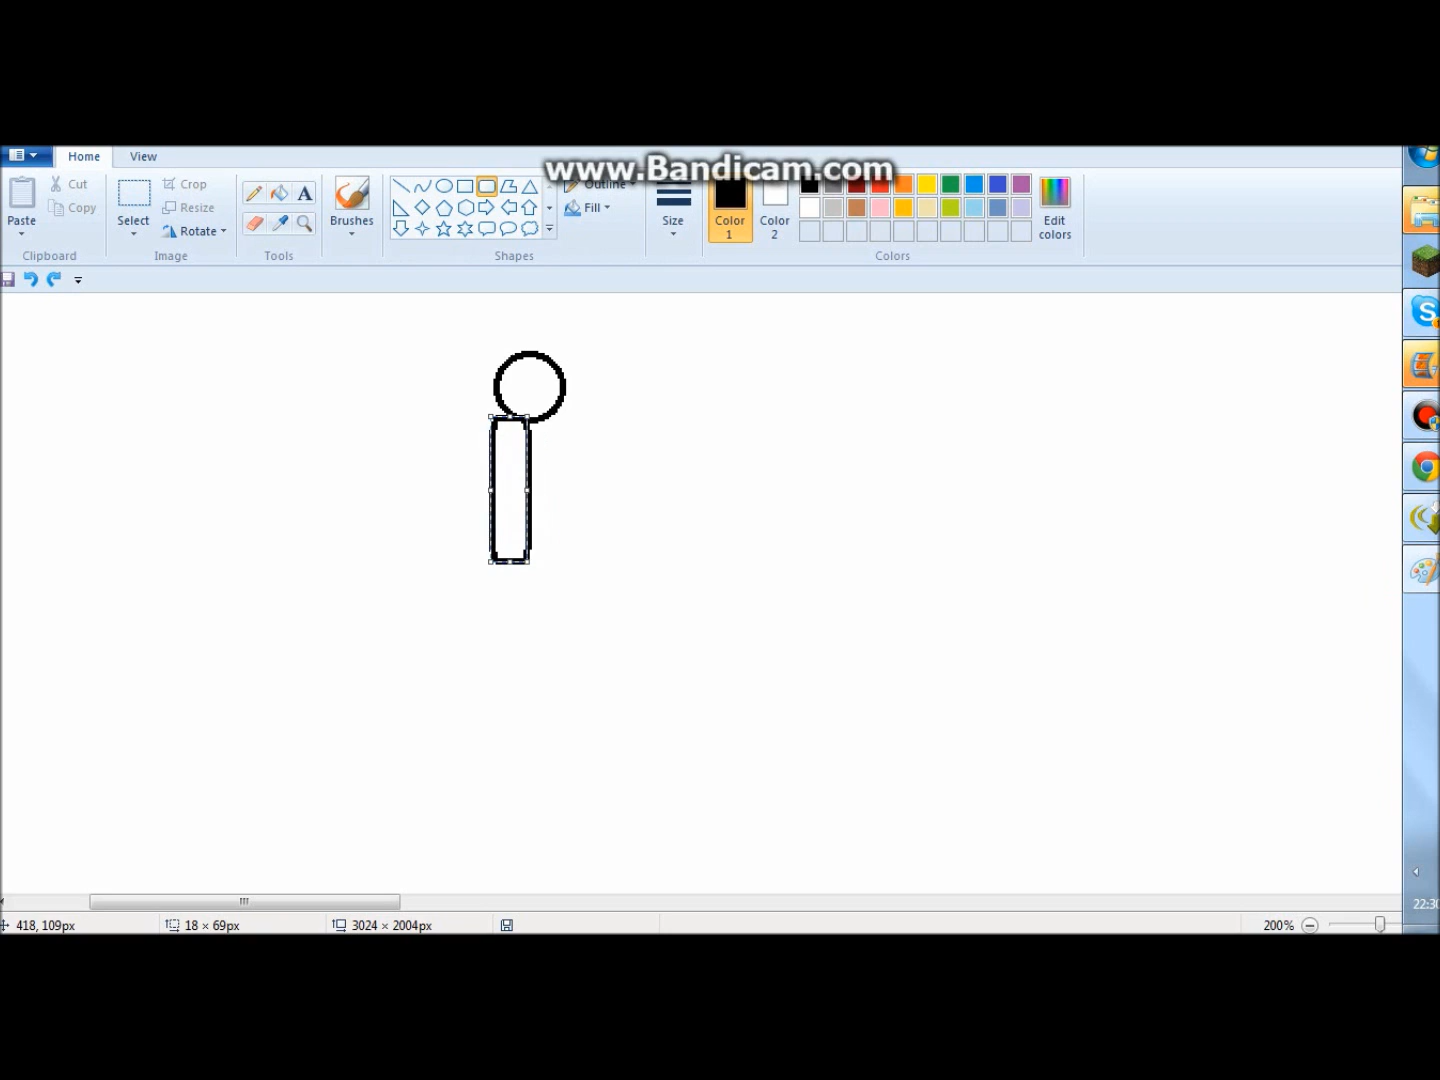 www.Bandicam.com
Home View
Cut
Copy
Paste
Clipboard
Select
Crop
Resize
Rotate
Image
A
Tools
Brushes
Shapes
Outline
Fill
Size
Color 1
Color 2
Edit colors
Colors
418, 109px
18 × 69px
3024 × 2004px
200%
22:30